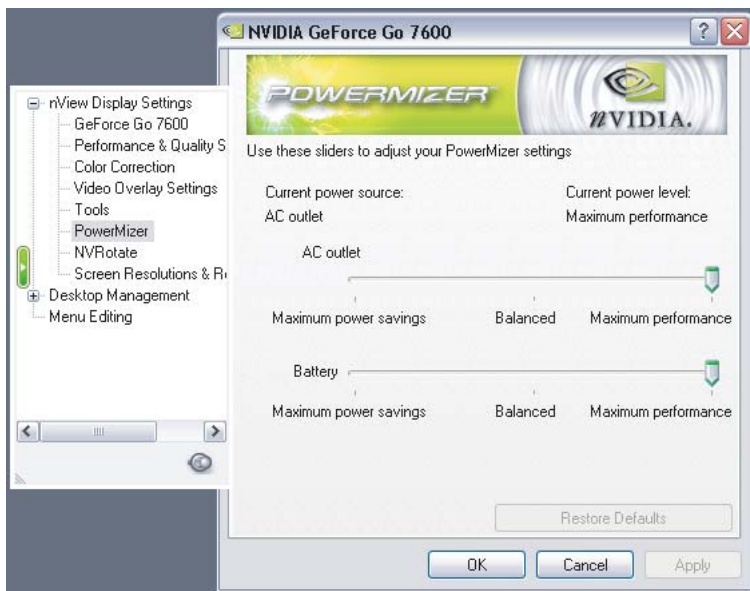 NVIDIA GeForce Go 7600
nView Display Settings
GeForce Go 7600
Performance & Quality S
Color Correction
Video Overlay Settings
Tools
PowerMizer
NVRotate
Screen Resolutions & R
Desktop Management
Menu Editing
POWERMIZER
NVIDIA.
Use these sliders to adjust your PowerMizer settings
Current power source:
Current power level:
AC outlet
Maximum performance
AC outlet
Maximum power savings
Balanced
Maximum performance
Battery
Maximum power savings
Balanced
Maximum performance
Restore Defaults
OK
Cancel
Apply